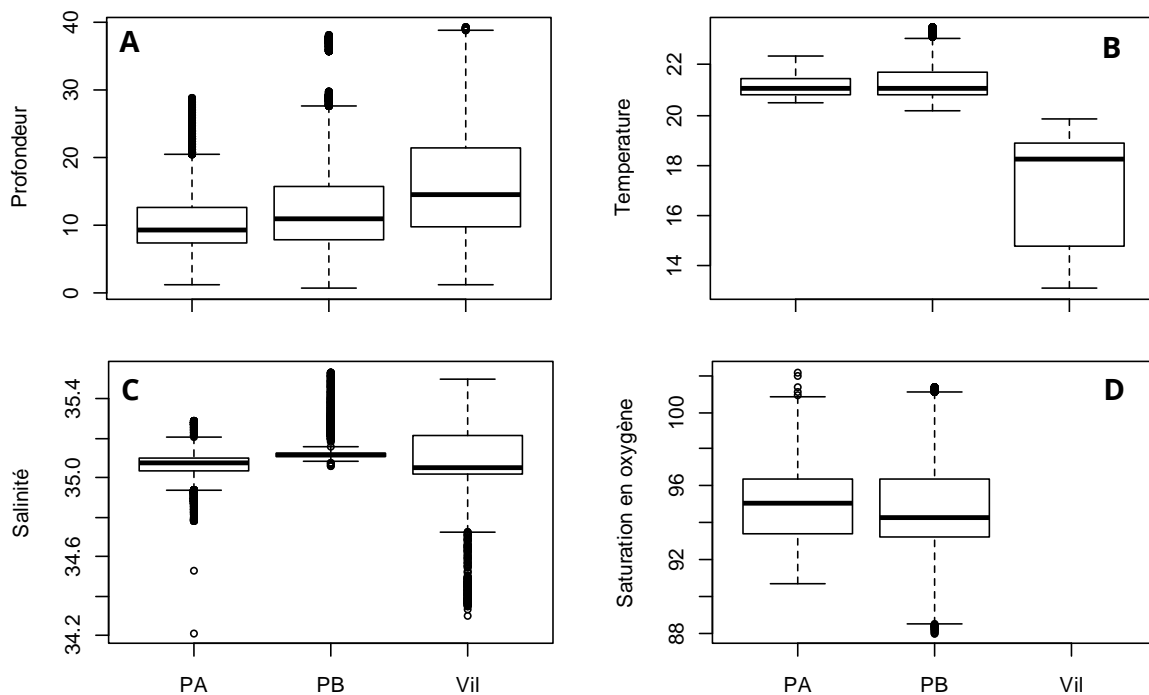 A
Profondeur
40
30
20
10
0
B
Temperature
22
20
18
16
14
C
Salinité
35.4
35.0
34.6
34.2
PA PB Vil
D
Saturation en oxygène
100
96
92
88
PA PB Vil